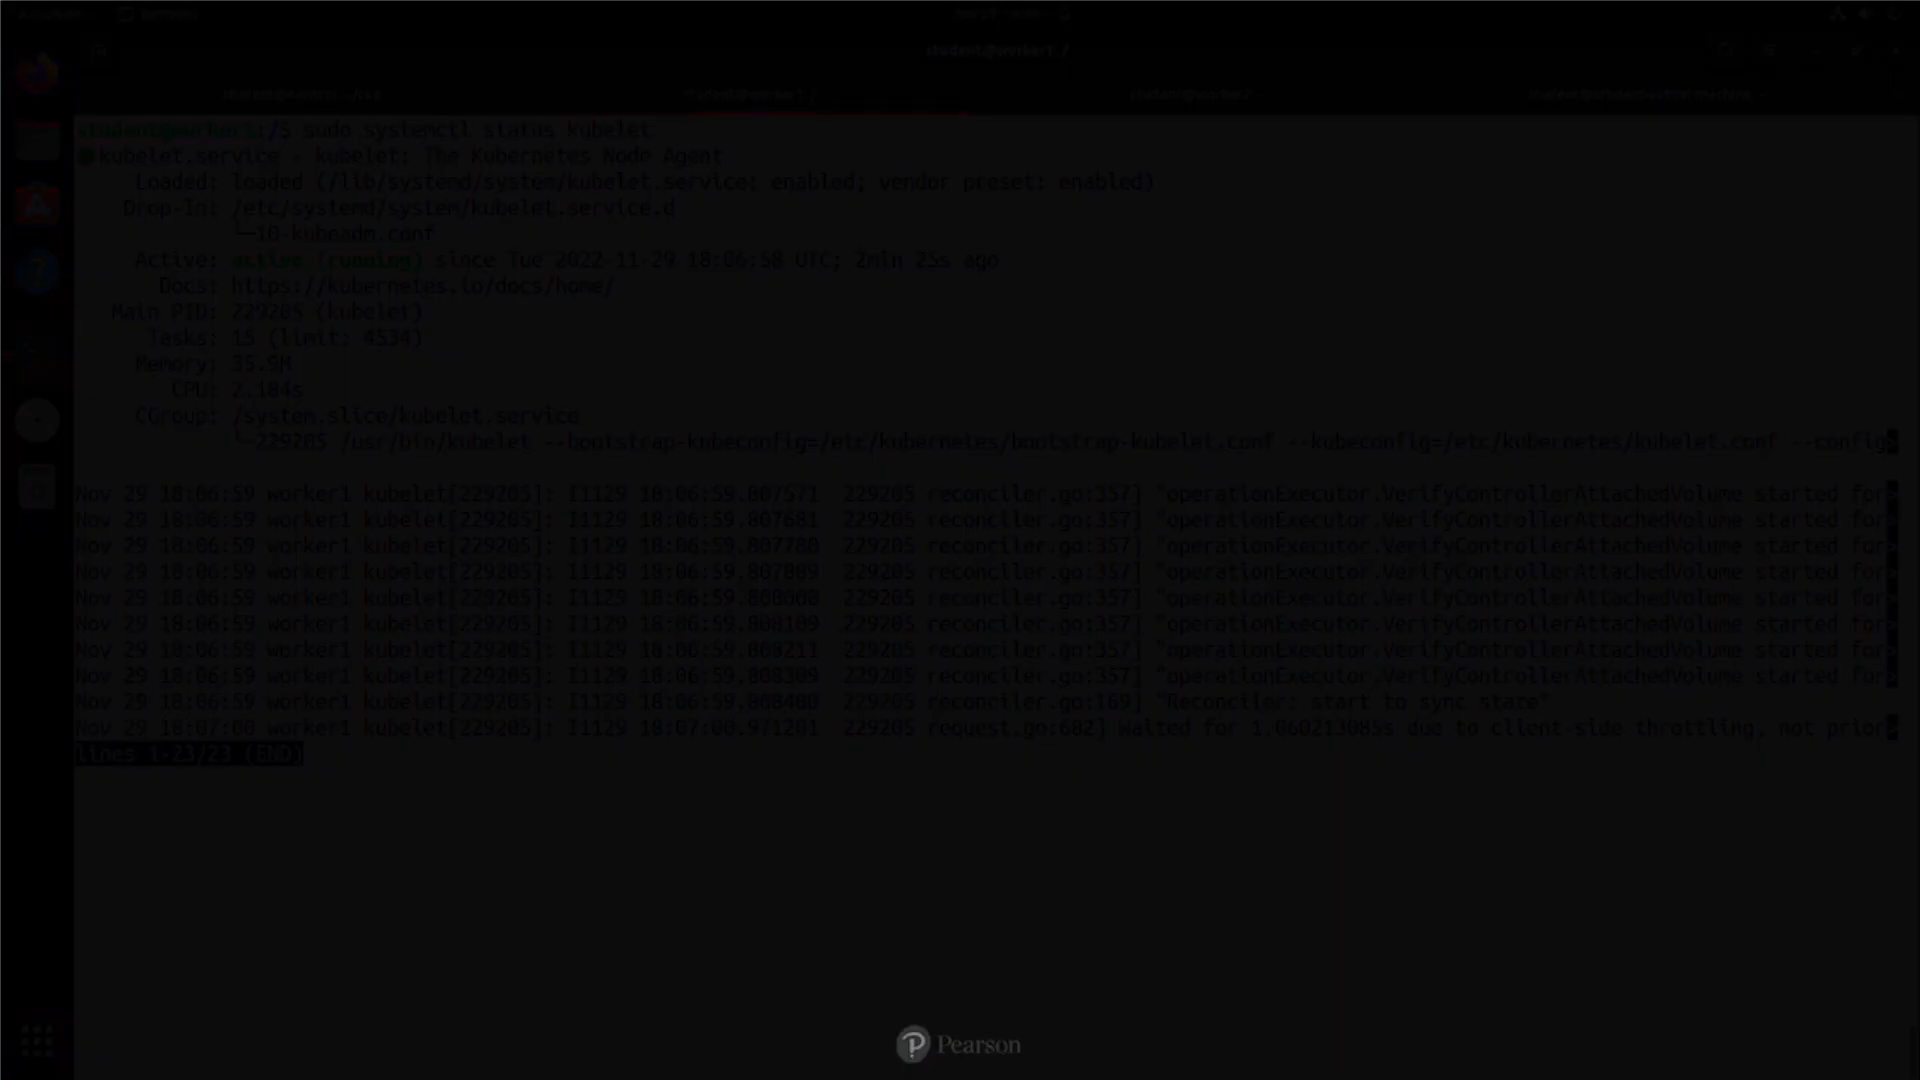 student@worker1: /
student@worker1:/$ sudo systemctl status kubelet
kubelet.service - kubelet: The Kubernetes Node Agent
Loaded: loaded (/lib/systemd/system/kubelet.service; enabled; vendor preset: enabled)
Drop-In: /etc/systemd/system/kubelet.service.d
└─10-kubeadm.conf
Active: active (running) since Tue 2022-11-29 18:06:58 UTC; 2min 25s ago
Docs: https://kubernetes.io/docs/home/
Main PID: 229205 (kubelet)
Tasks: 15 (limit: 4534)
Memory: 35.9M
CPU: 2.184s
CGroup: /system.slice/kubelet.service
└─229205 /usr/bin/kubelet --bootstrap-kubeconfig=/etc/kubernetes/bootstrap-kubelet.conf --kubeconfig=/etc/kubernetes/kubelet.conf --config>
Nov 29 18:06:59 worker1 kubelet[229205]: I1129 18:06:59.807571 229205 reconciler.go:357] "operationExecutor.VerifyControllerAttachedVolume started for>
Nov 29 18:06:59 worker1 kubelet[229205]: I1129 18:06:59.807681 229205 reconciler.go:357] "operationExecutor.VerifyControllerAttachedVolume started for>
Nov 29 18:06:59 worker1 kubelet[229205]: I1129 18:06:59.807780 229205 reconciler.go:357] "operationExecutor.VerifyControllerAttachedVolume started for>
Nov 29 18:06:59 worker1 kubelet[229205]: I1129 18:06:59.807889 229205 reconciler.go:357] "operationExecutor.VerifyControllerAttachedVolume started for>
Nov 29 18:06:59 worker1 kubelet[229205]: I1129 18:06:59.808008 229205 reconciler.go:357] "operationExecutor.VerifyControllerAttachedVolume started for>
Nov 29 18:06:59 worker1 kubelet[229205]: I1129 18:06:59.808109 229205 reconciler.go:357] "operationExecutor.VerifyControllerAttachedVolume started for>
Nov 29 18:06:59 worker1 kubelet[229205]: I1129 18:06:59.808211 229205 reconciler.go:357] "operationExecutor.VerifyControllerAttachedVolume started for>
Nov 29 18:06:59 worker1 kubelet[229205]: I1129 18:06:59.808309 229205 reconciler.go:357] "operationExecutor.VerifyControllerAttachedVolume started for>
Nov 29 18:06:59 worker1 kubelet[229205]: I1129 18:06:59.808400 229205 reconciler.go:169] "Reconciler: start to sync state"
Nov 29 18:07:00 worker1 kubelet[229205]: I1129 18:07:00.971201 229205 request.go:682] Waited for 1.060213085s due to client-side throttling, not prior>
lines 1-23/23 (END)
Pearson